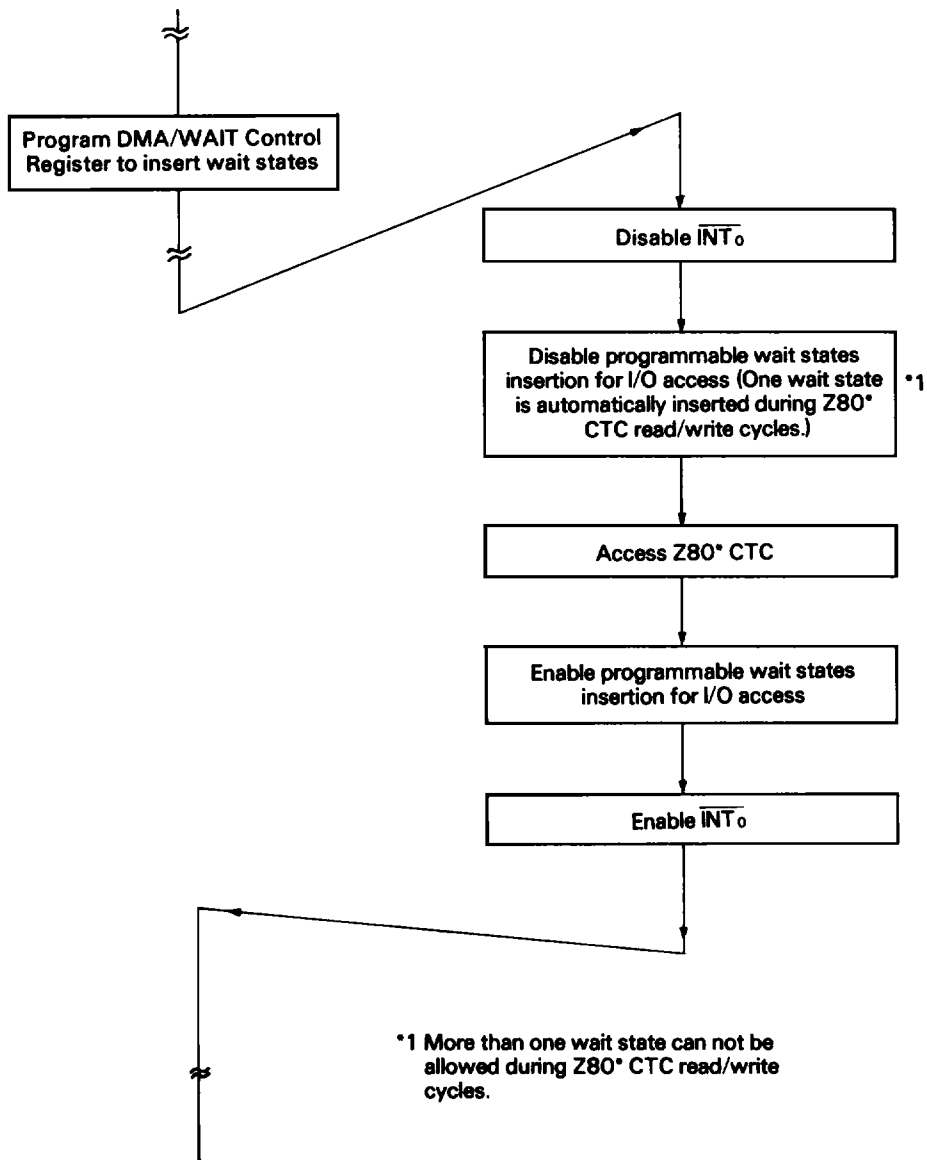 Program DMA/WAIT Control
Register to insert wait states
Disable INT₀
Disable programmable wait states
insertion for I/O access (One wait state
is automatically inserted during Z80*
CTC read/write cycles.)
*1
Access Z80* CTC
Enable programmable wait states
insertion for I/O access
Enable INT₀
*1 More than one wait state can not be
allowed during Z80* CTC read/write
cycles.